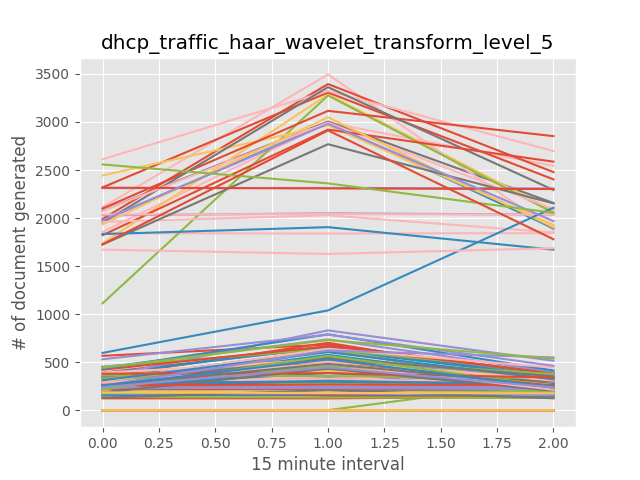 dhcp_traffic_haar_wavelet_transform_level_5
# of document generated
3500
3000
2500
2000
1500
1000
500
0
0.00 0.25 0.50 0.75 1.00 1.25 1.50 1.75 2.00
15 minute interval